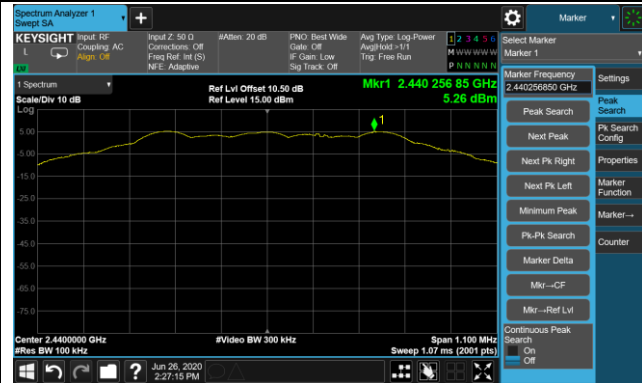 Spectrum Analyzer 1
Swept SA
Marker
KEYSIGHT
L
Input: RF
Coupling: AC
Align: Off
Input Z: 50 Ω
Corrections: Off
Freq Ref: Int (S)
NFE: Adaptive
#Atten: 20 dB
PNO: Best Wide
Gate: Off
IF Gain: Low
Sig Track: Off
Avg Type: Log-Power
Avg|Hold:>1/1
Trig: Free Run
1 2 3 4 5 6
M W W W W W
P N N N N N
Select Marker
Marker 1
1 Spectrum
Scale/Div 10 dB
Log
Ref Lvl Offset 10.50 dB
Ref Level 15.00 dBm
Mkr1 2.440 256 85 GHz
5.26 dBm
1
5.00
-5.00
-15.0
-25.0
-35.0
-45.0
-55.0
-65.0
-75.0
Center 2.4400000 GHz
#Res BW 100 kHz
#Video BW 300 kHz
Span 1.100 MHz
Sweep 1.07 ms (2001 pts)
Marker Frequency
2.440256850 GHz
Peak Search
Next Peak
Next Pk Right
Next Pk Left
Minimum Peak
Pk-Pk Search
Marker Delta
Mkr→CF
Mkr→Ref Lvl
Continuous Peak
Search
On
Off
Settings
Peak
Search
Pk Search
Config
Properties
Marker
Function
Marker→
Counter
?
Jun 26, 2020
2:27:15 PM